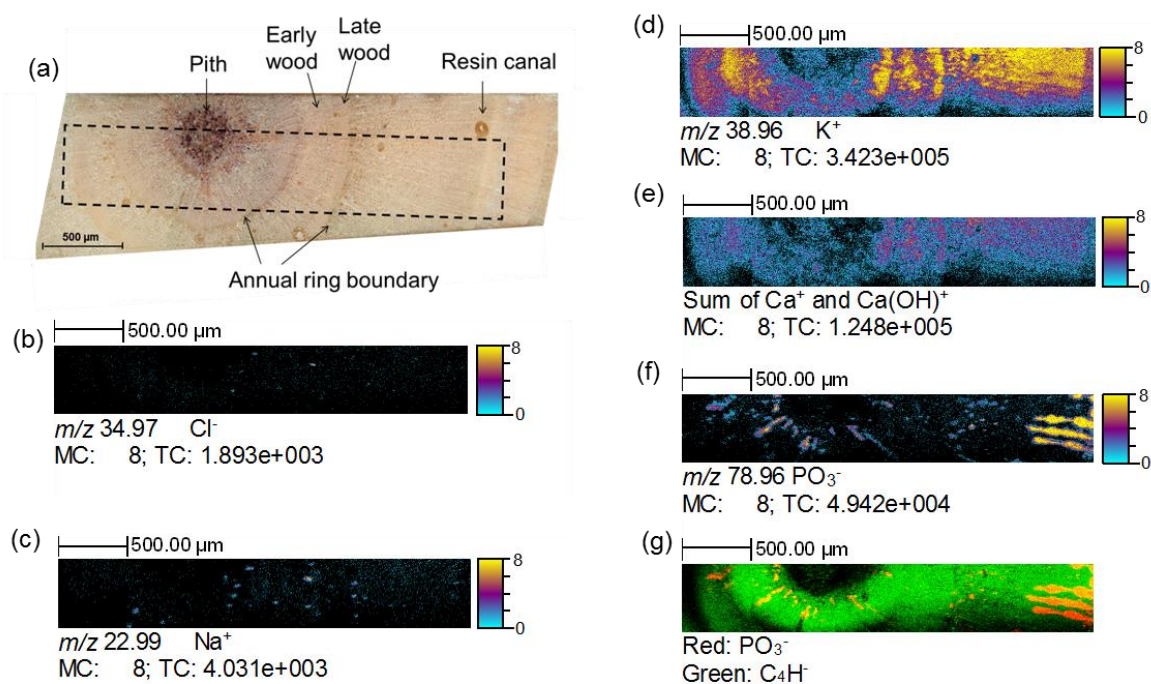 (a)
Pith
Early
wood
Late
wood
Resin canal
500 µm
Annual ring boundary
(b)
500.00 µm
8
0
m/z 34.97 Cl⁻
MC: 8; TC: 1.893e+003
(c)
500.00 µm
8
0
m/z 22.99 Na⁺
MC: 8; TC: 4.031e+003
(d)
500.00 µm
8
6
4
2
0
m/z 38.96 K⁺
MC: 8; TC: 3.423e+005
(e)
500.00 µm
8
0
Sum of Ca⁺ and Ca(OH)⁺
MC: 8; TC: 1.248e+005
(f)
500.00 µm
8
0
m/z 78.96 PO₃⁻
MC: 8; TC: 4.942e+004
(g)
500.00 µm
Red: PO₃⁻
Green: C₄H⁻